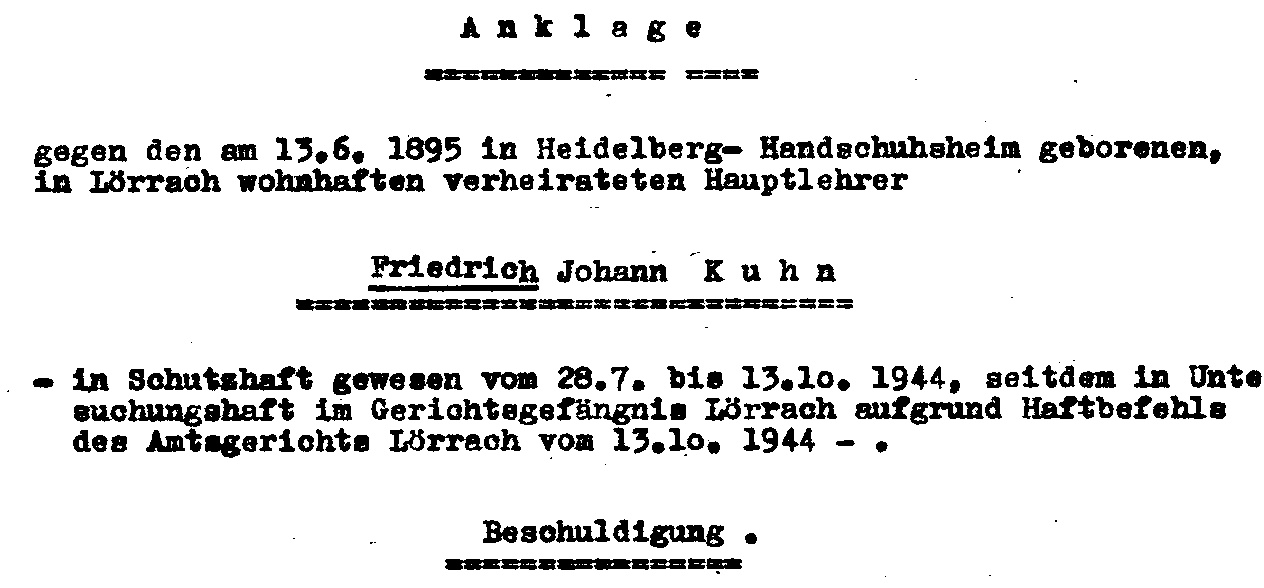 A n k l a g e
============= ====
gegen den am 13.6. 1895 in Heidelberg- Handschuhsheim geborenen,
in Lörrach wohnhaften verheirateten Hauptlehrer
Friedrich Johann K u h n
==============================
- in Schutzhaft gewesen vom 28.7. bis 13.lo. 1944, seitdem in Unte
suchungshaft im Gerichtsgefängnis Lörrach aufgrund Haftbefehls
des Amtsgerichts Lörrach vom 13.lo. 1944 - .
Beschuldigung .
================